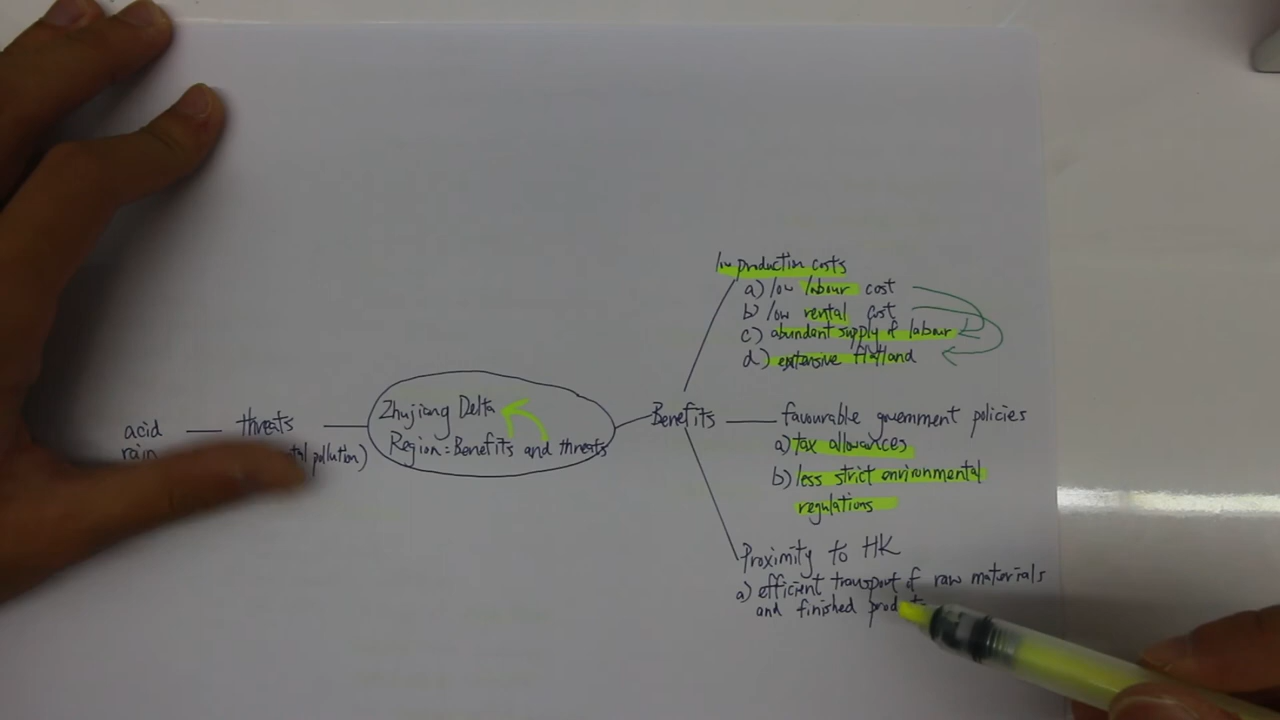 low production costs
a) low labour cost
b) low rental cost
c) abundant supply of labour
d) extensive flatland
Zhujiang Delta
Region: Benefits and threats
Benefits
favourable government policies
a) tax allowances
b) less strict environmental
regulations
Proximity to HK
a) efficient transport of raw materials
and finished
threats
pollution)
acid
rain